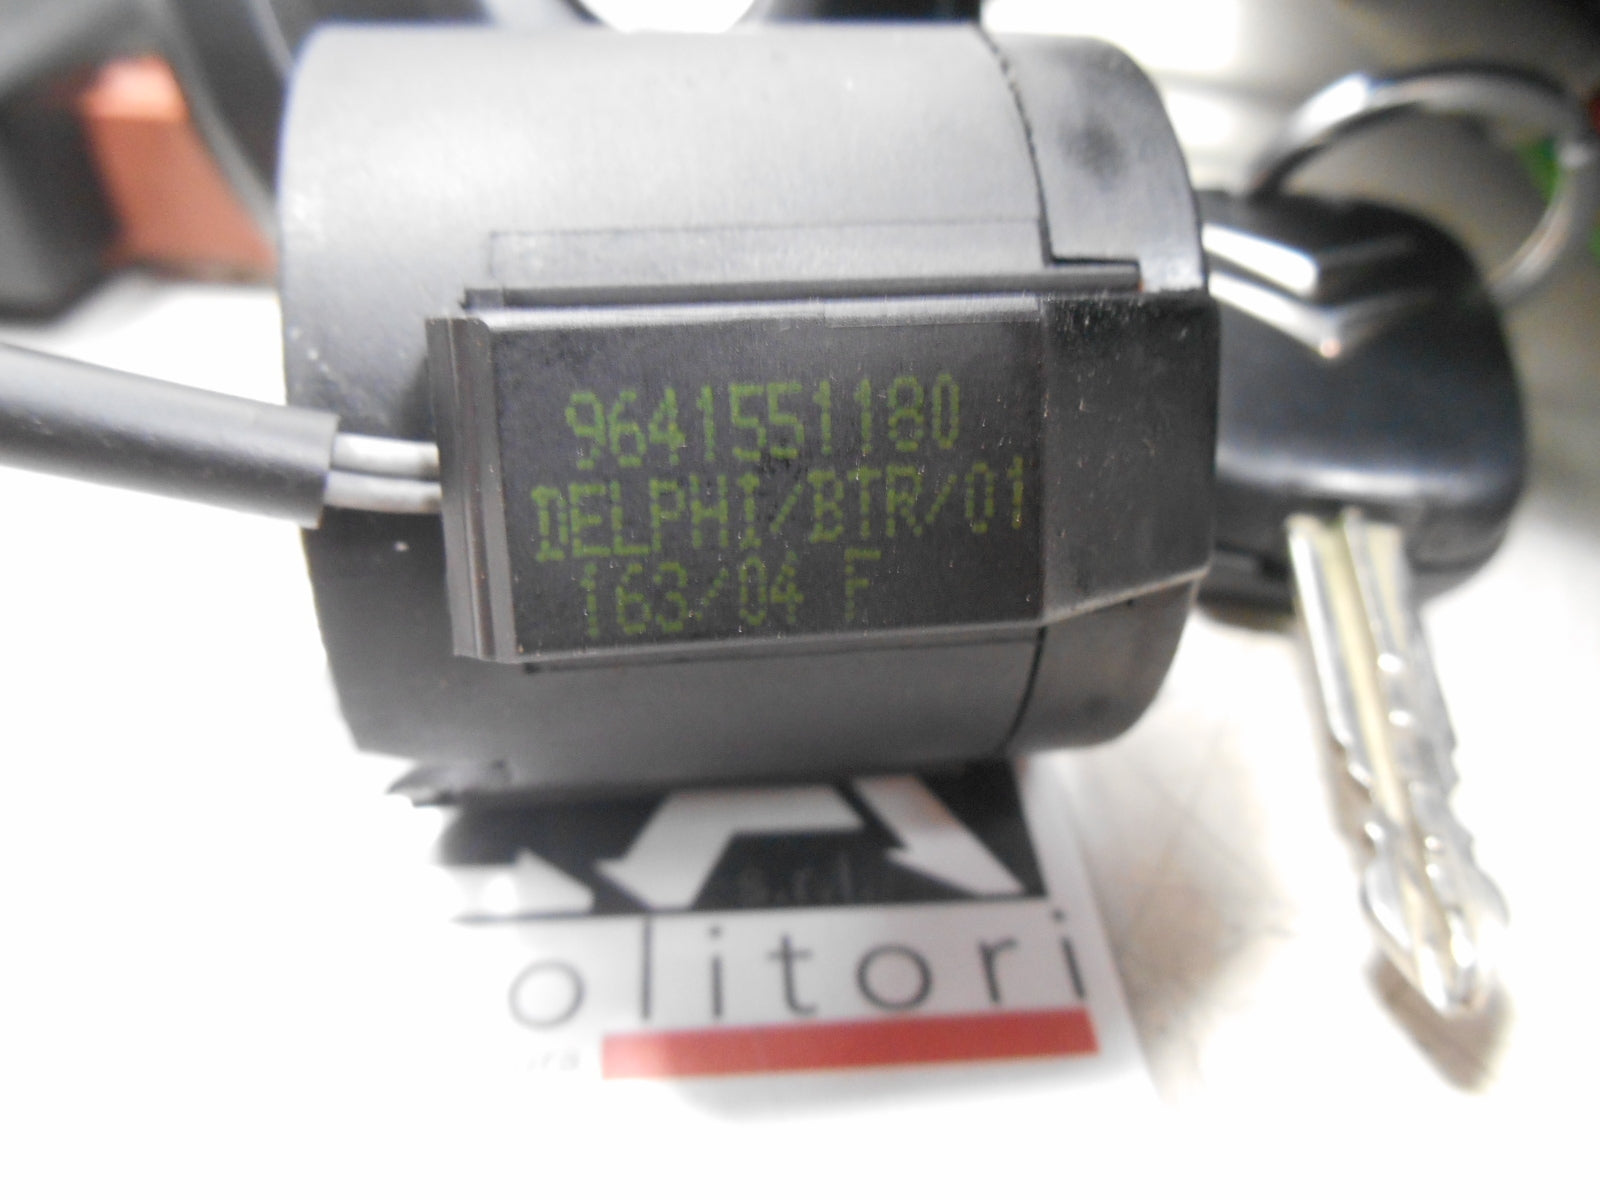 9641551180
DELPHI/BTR/01
163/04 F
s.r.l.
olitori